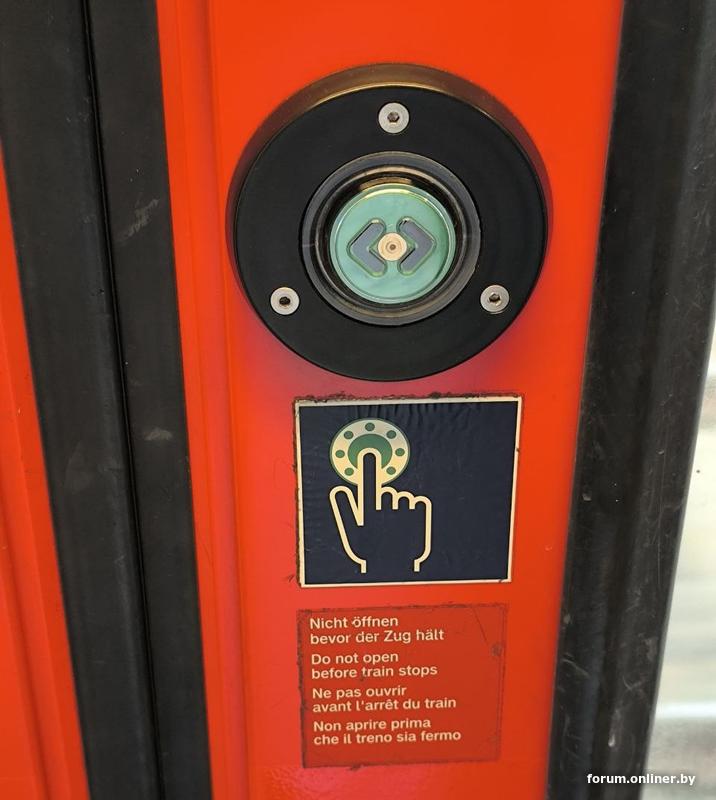 Nicht öffnen
bevor der Zug hält
Do not open
before train stops
Ne pas ouvrir
avant l'arrêt du train
Non aprire prima
che il treno sia fermo
forum.onliner.by